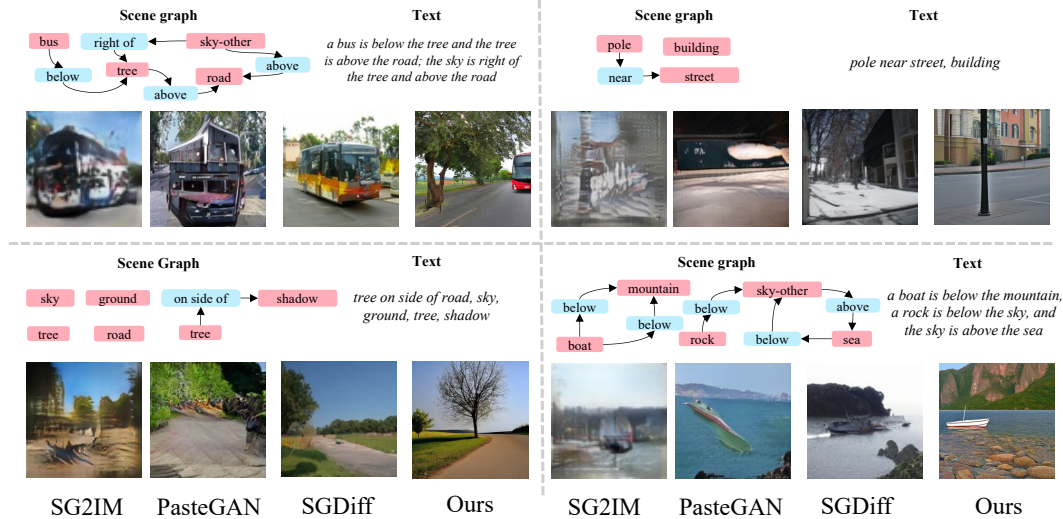 Scene graph
Text
bus
right of
sky-other
below
tree
above
road
above
a bus is below the tree and the tree
is above the road; the sky is right of
the tree and above the road
Scene graph
Text
pole
building
near
street
pole near street, building
Scene Graph
Text
sky
ground
on side of
shadow
tree
road
tree
tree on side of road, sky,
ground, tree, shadow
Scene graph
Text
mountain
sky-other
below
below
above
below
boat
rock
below
sea
a boat is below the mountain,
a rock is below the sky, and
the sky is above the sea
SG2IM
PasteGAN
SGDiff
Ours
SG2IM
PasteGAN
SGDiff
Ours